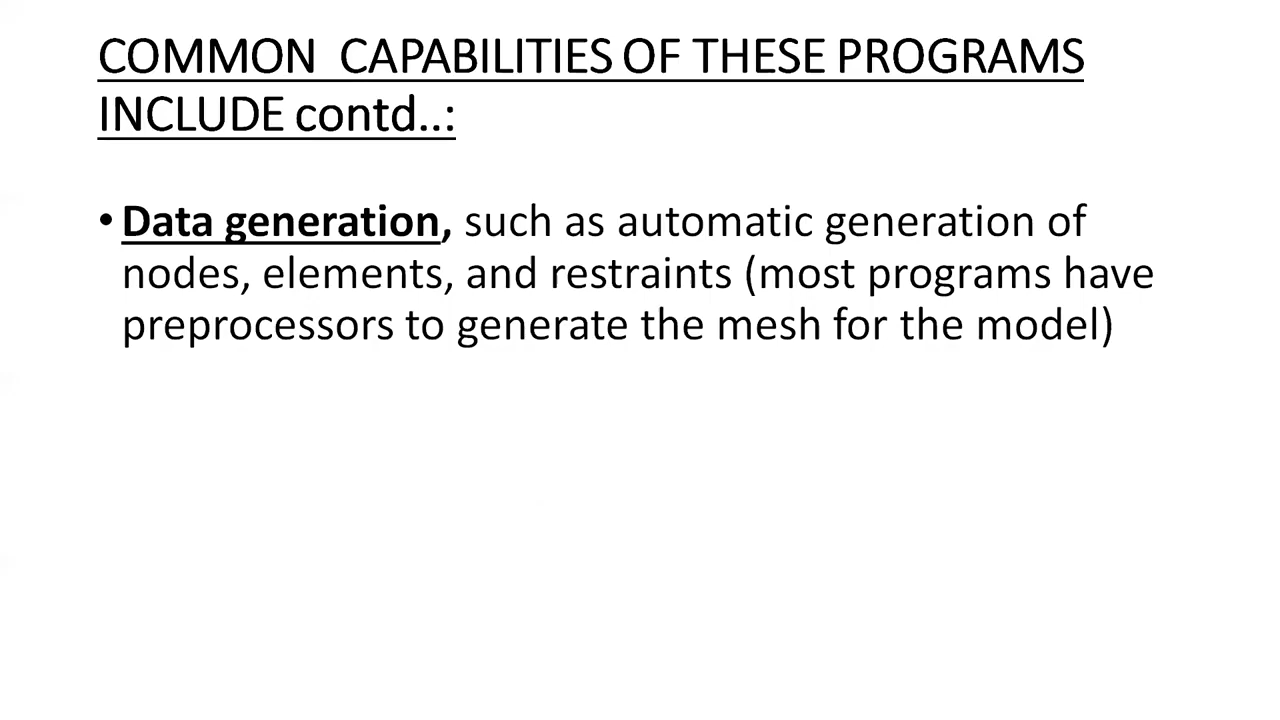 COMMON  CAPABILITIES OF THESE PROGRAMS
INCLUDE contd..:
• Data generation, such as automatic generation of
nodes, elements, and restraints (most programs have
preprocessors to generate the mesh for the model)